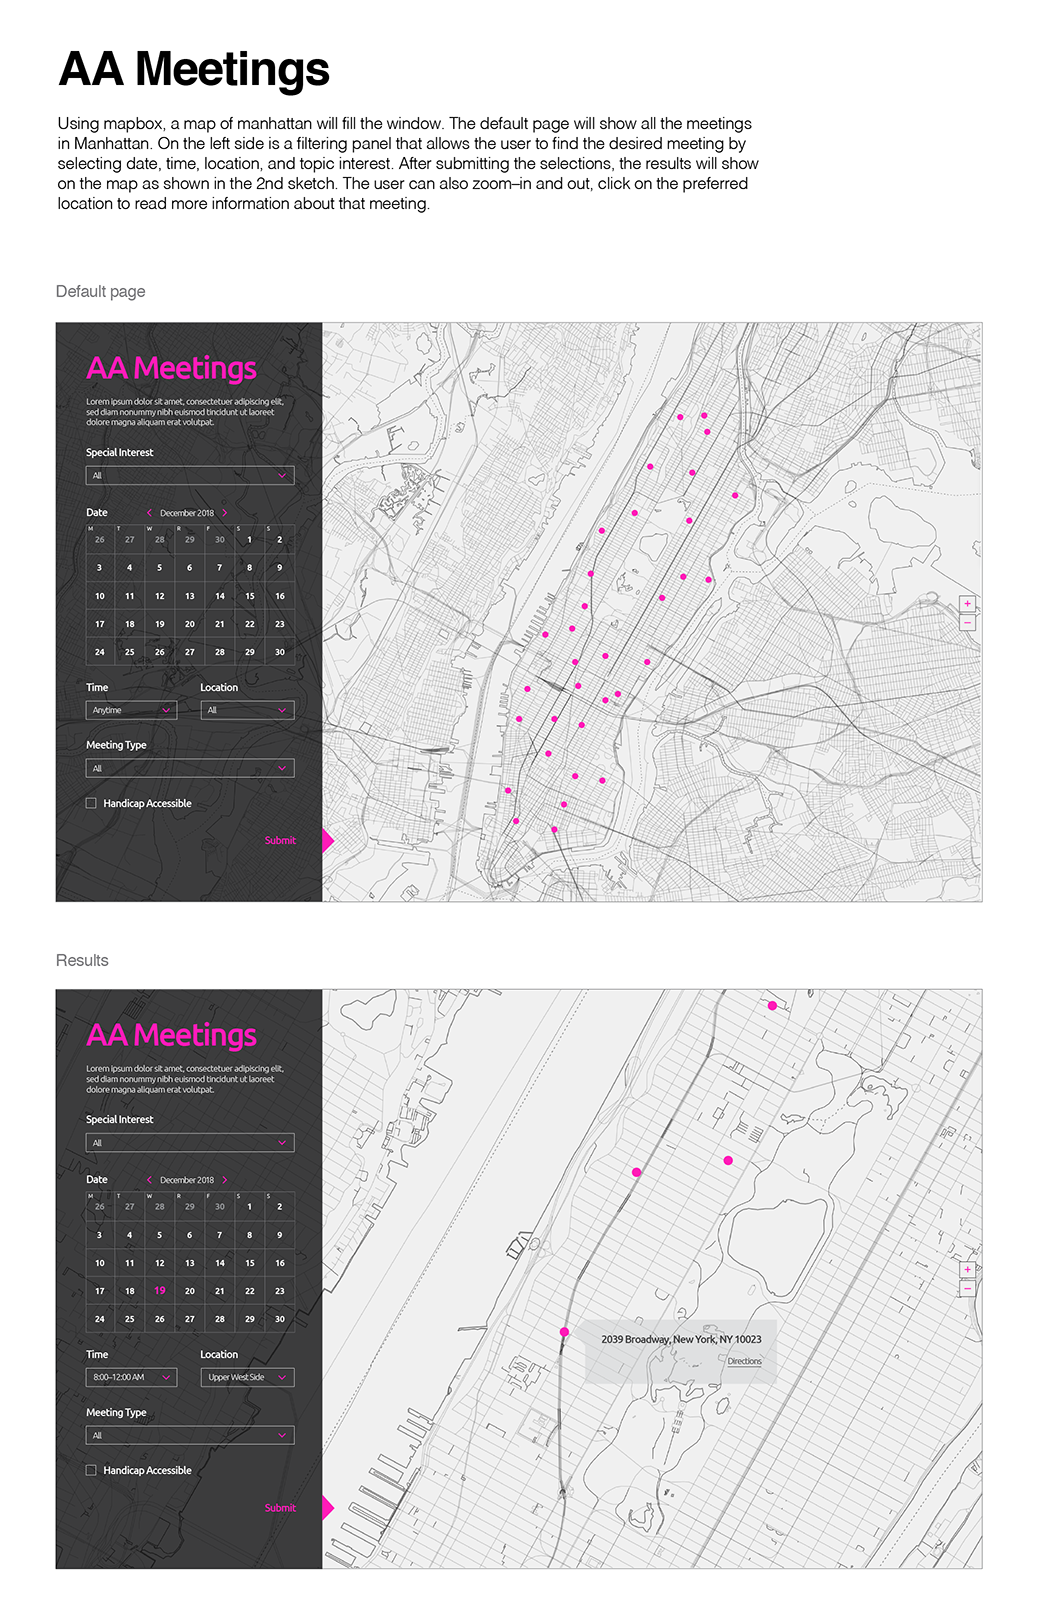 AA Meetings
Using mapbox, a map of manhattan will fill the window. The default page will show all the meetings
in Manhattan. On the left side is a filtering panel that allows the user to find the desired meeting by
selecting date, time, location, and topic interest. After submitting the selections, the results will show
on the map as shown in the 2nd sketch. The user can also zoom–in and out, click on the preferred
location to read more information about that meeting.
Default page
AA Meetings
Lorem ipsum dolor sit amet, consectetuer adipiscing elit,
sed diam nonummy nibh euismod tincidunt ut laoreet
dolore magna aliquam erat volutpat.
Special Interest
All
Date < December 2018 >
M T W R F S S
26 27 28 29 30 1 2
3 4 5 6 7 8 9
10 11 12 13 14 15 16
17 18 19 20 21 22 23
24 25 26 27 28 29 30
Time Location
Anytime All
Meeting Type
All
Handicap Accessible
Submit
+
−
Results
AA Meetings
Lorem ipsum dolor sit amet, consectetuer adipiscing elit,
sed diam nonummy nibh euismod tincidunt ut laoreet
dolore magna aliquam erat volutpat.
Special Interest
All
Date < December 2018 >
M T W R F S S
26 27 28 29 30 1 2
3 4 5 6 7 8 9
10 11 12 13 14 15 16
17 18 19 20 21 22 23
24 25 26 27 28 29 30
Time Location
8:00–12:00 AM Upper West Side
Meeting Type
All
Handicap Accessible
Submit
+
−
2039 Broadway, New York, NY 10023
Directions